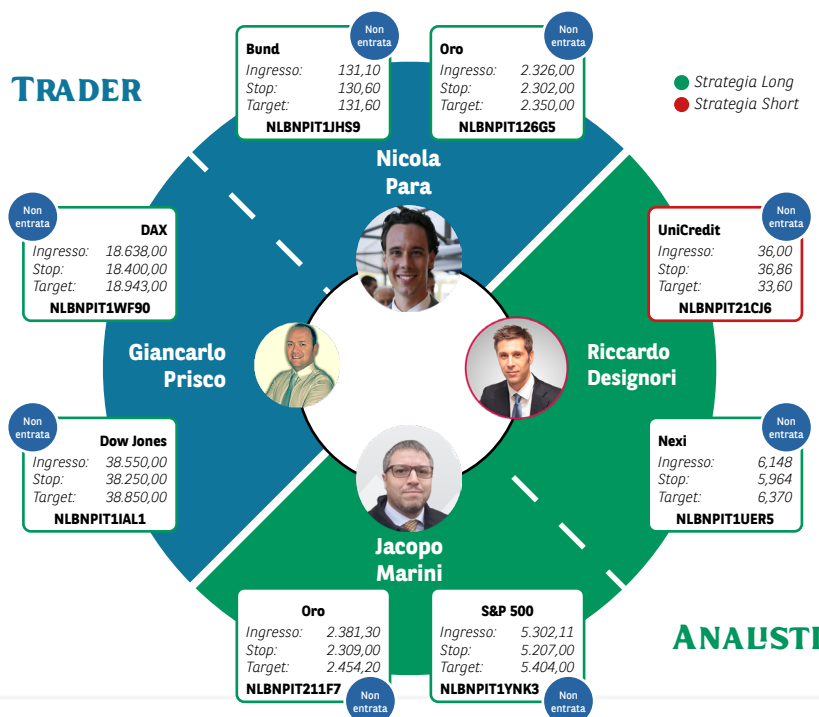 TRADER
Non
entrata
Bund
Ingresso: 131,10
Stop: 130,60
Target: 131,60
NLBNPIT1JHS9
Non
entrata
Oro
Ingresso: 2.326,00
Stop: 2.302,00
Target: 2.350,00
NLBNPIT126G5
Strategia Long
Strategia Short
Nicola
Para
Non
entrata
DAX
Ingresso: 18.638,00
Stop: 18.400,00
Target: 18.943,00
NLBNPIT1WF90
Non
entrata
UniCredit
Ingresso: 36,00
Stop: 36,86
Target: 33,60
NLBNPIT21CJ6
Giancarlo
Prisco
Riccardo
Designori
Non
entrata
Dow Jones
Ingresso: 38.550,00
Stop: 38.250,00
Target: 38.850,00
NLBNPIT1IAL1
Non
entrata
Nexi
Ingresso: 6,148
Stop: 5,964
Target: 6,370
NLBNPIT1UER5
Jacopo
Marini
Oro
Ingresso: 2.381,30
Stop: 2.309,00
Target: 2.454,20
NLBNPIT211F7
Non
entrata
S&P 500
Ingresso: 5.302,11
Stop: 5.207,00
Target: 5.404,00
NLBNPIT1YNK3
Non
entrata
ANALISTI